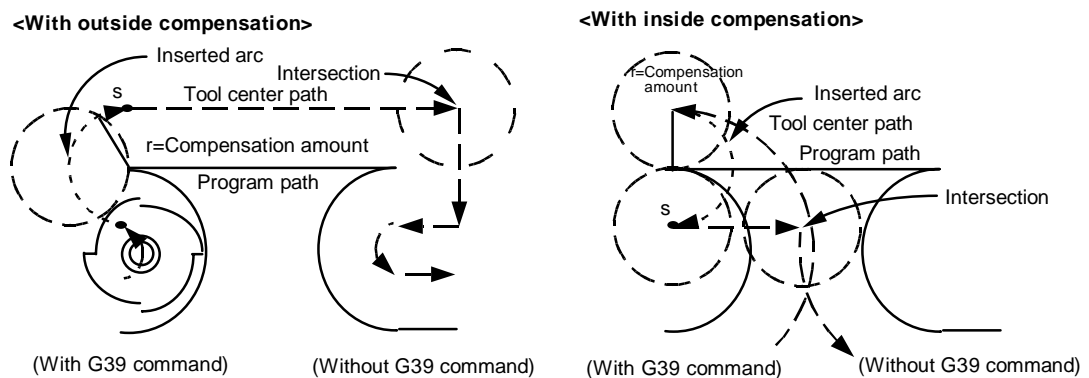 <With outside compensation>
Inserted arc
Intersection
s
Tool center path
r=Compensation amount
Program path
(With G39 command)
(Without G39 command)
<With inside compensation>
r=Compensation
amount
Inserted arc
Tool center path
Program path
s
Intersection
(With G39 command)
(Without G39 command)